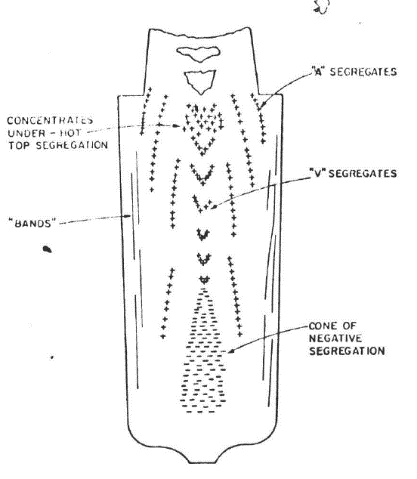 "A" SEGREGATES
CONCENTRATES
UNDER - HOT
TOP SEGREGATION
"V" SEGREGATES
"BANDS"
CONE OF
NEGATIVE
SEGREGATION